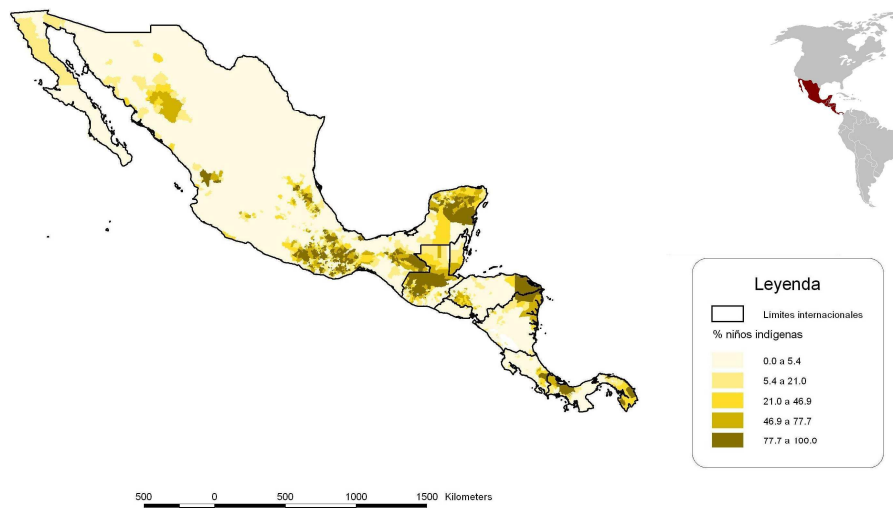 Leyenda
Límites internacionales
% niños indígenas
0.0 a 5.4
5.4 a 21.0
21.0 a 46.9
46.9 a 77.7
77.7 a 100.0
500 0 500 1000 1500 Kilometers